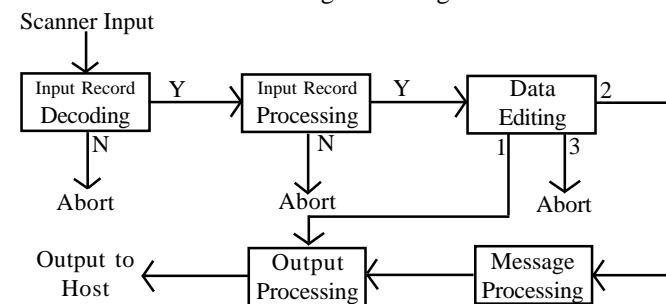 Scanner Input
Input Record
Decoding
Y
Input Record
Processing
Y
Data
Editing
2
N
N
1
3
Abort
Abort
Abort
Output to
Host
Output
Processing
Message
Processing